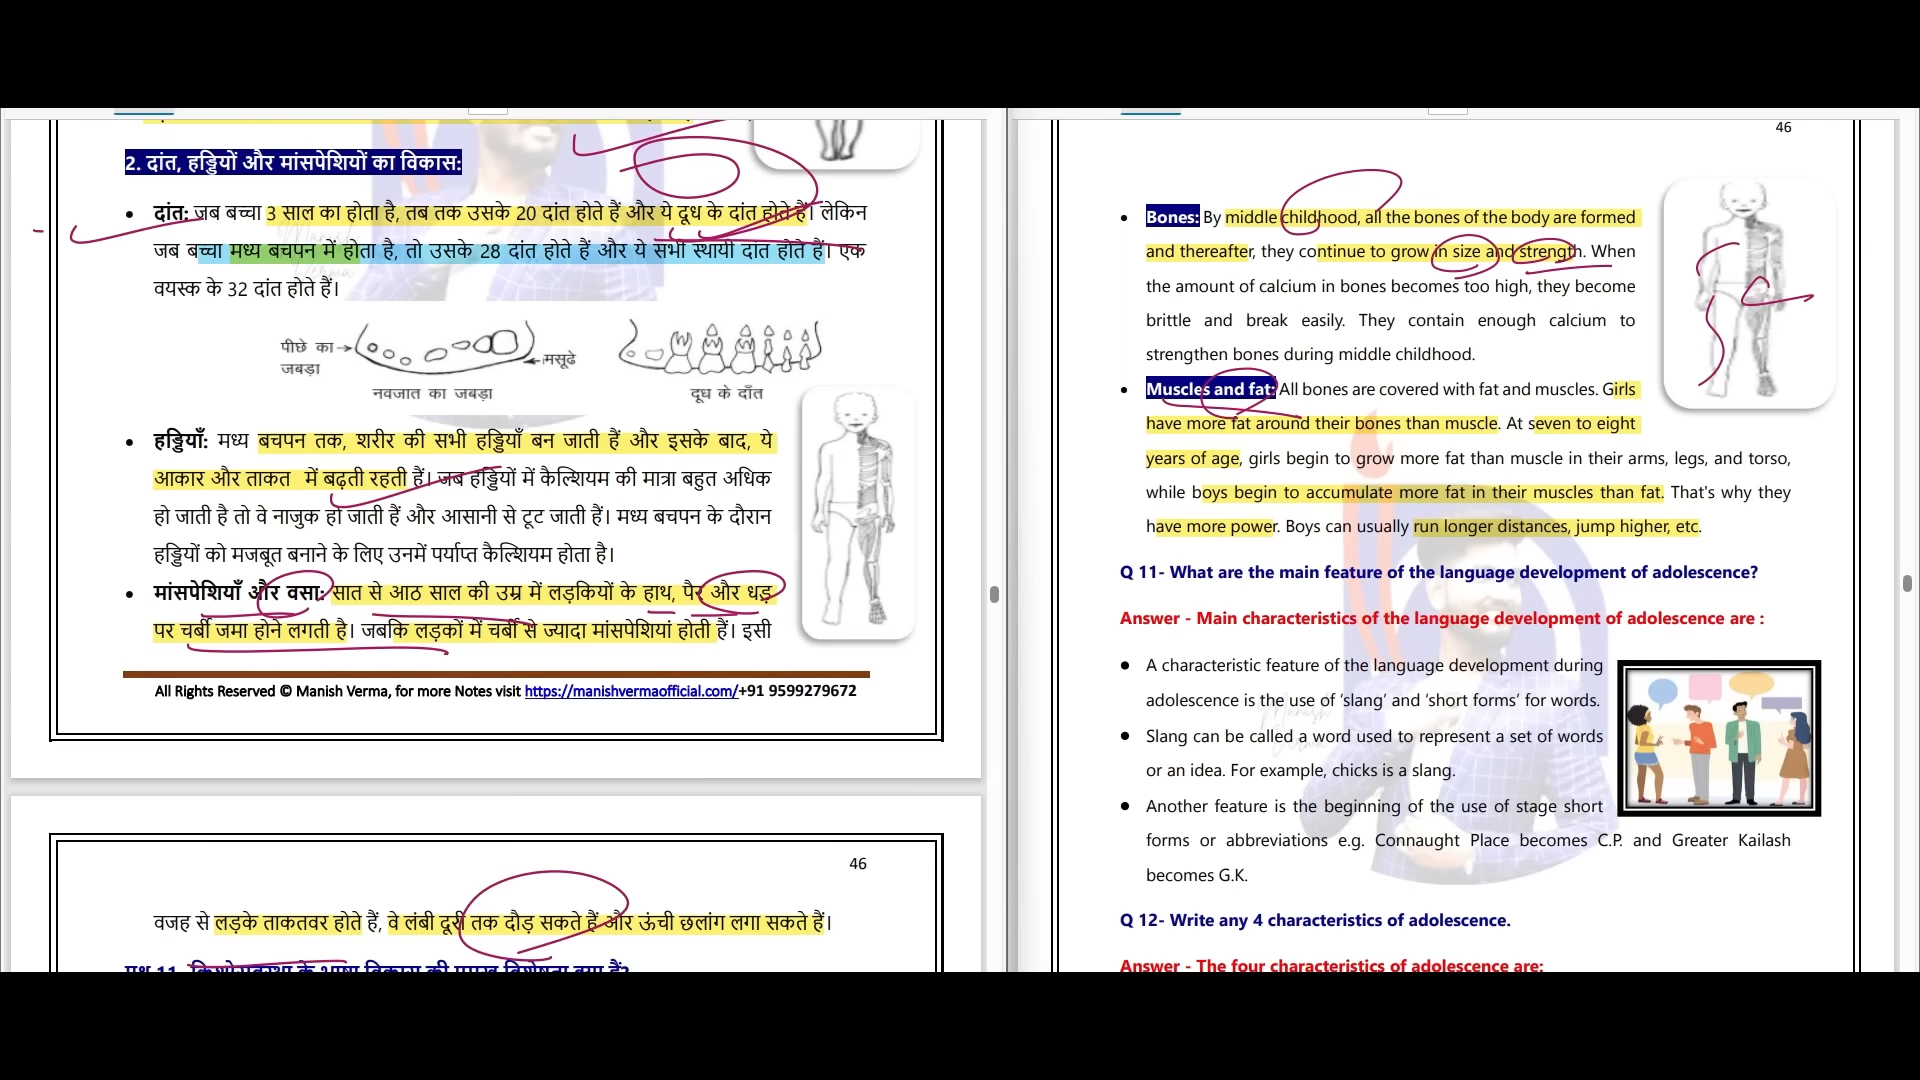 2. दांत, हड्डियों और मांसपेशियों का विकास:
• दांत: जब बच्चा 3 साल का होता है, तब तक उसके 20 दांत होते हैं और ये दूध के दांत होते हैं। लेकिन
जब बच्चा मध्य बचपन में होता है, तो उसके 28 दांत होते हैं और ये सभी स्थायी दांत होते हैं। एक
वयस्क के 32 दांत होते हैं।
पीछे का
जबड़ा
मसूढे
नवजात का जबड़ा
दूध के दाँत
• हड्डियाँ: मध्य बचपन तक, शरीर की सभी हड्डियाँ बन जाती हैं और इसके बाद, ये
आकार और ताकत में बढ़ती रहती हैं। जब हड्डियों में कैल्शियम की मात्रा बहुत अधिक
हो जाती है तो वे नाजुक हो जाती हैं और आसानी से टूट जाती हैं। मध्य बचपन के दौरान
हड्डियों को मजबूत बनाने के लिए उनमें पर्याप्त कैल्शियम होता है।
• मांसपेशियाँ और वसा: सात से आठ साल की उम्र में लड़कियों के हाथ, पैर और धड़
पर चर्बी जमा होने लगती है। जबकि लड़कों में चर्बी से ज्यादा मांसपेशियां होती हैं। इसी
All Rights Reserved © Manish Verma, for more Notes visit https://manishvermaofficial.com/+91 9599279672
46
वजह से लड़के ताकतवर होते हैं, वे लंबी दूरी तक दौड़ सकते हैं और ऊंची छलांग लगा सकते हैं।
46
• Bones: By middle childhood, all the bones of the body are formed
and thereafter, they continue to grow in size and strength. When
the amount of calcium in bones becomes too high, they become
brittle and break easily. They contain enough calcium to
strengthen bones during middle childhood.
• Muscles and fat: All bones are covered with fat and muscles. Girls
have more fat around their bones than muscle. At seven to eight
years of age, girls begin to grow more fat than muscle in their arms, legs, and torso,
while boys begin to accumulate more fat in their muscles than fat. That's why they
have more power. Boys can usually run longer distances, jump higher, etc.
Q 11- What are the main feature of the language development of adolescence?
Answer - Main characteristics of the language development of adolescence are :
• A characteristic feature of the language development during
adolescence is the use of ‘slang’ and ‘short forms’ for words.
• Slang can be called a word used to represent a set of words
or an idea. For example, chicks is a slang.
• Another feature is the beginning of the use of stage short
forms or abbreviations e.g. Connaught Place becomes C.P. and Greater Kailash
becomes G.K.
Q 12- Write any 4 characteristics of adolescence.
Answer - The four characteristics of adolescence are: